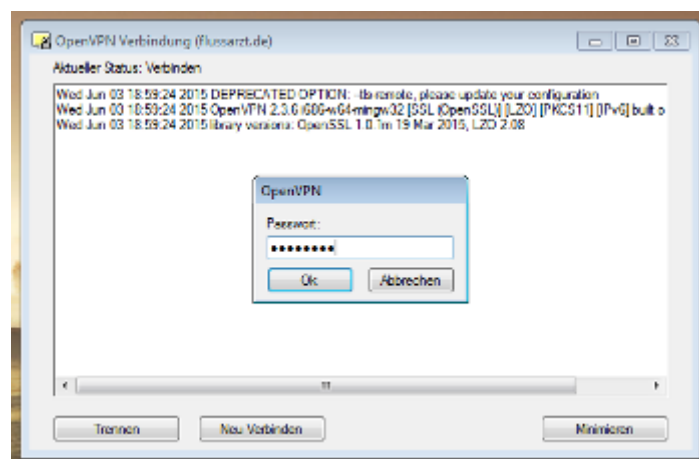 OpenVPN Verbindung (flussarzt.de)
Aktueller Status: Verbinden
Wed Jun 03 18:59:24 2015 DEPRECATED OPTION: --tls-remote, please update your configuration
Wed Jun 03 18:59:24 2015 OpenVPN 2.3.6 i686-w64-mingw32 [SSL (OpenSSL)] [LZO] [PKCS11] [IPv6] built o
Wed Jun 03 18:59:24 2015 library versions: OpenSSL 1.0.1m 19 Mar 2015, LZO 2.08
OpenVPN
Passwort:
Ok
Abbrechen
Trennen
Neu Verbinden
Minimieren